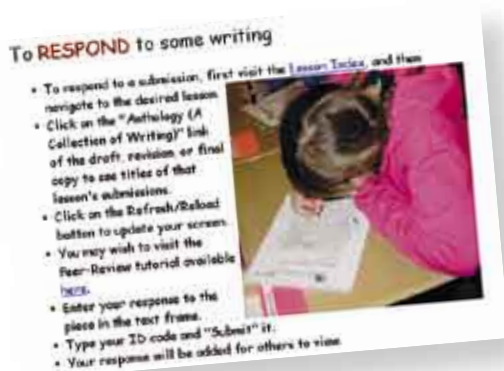 To RESPOND to some writing
• To respond to a submission, first visit the Lesson Index, and then
navigate to the desired lesson.
• Click on the "Anthology (A
Collection of Writing)" link
of the draft, revision, or final
copy to see titles of that
lesson's submissions.
• Click on the Refresh/Reload
button to update your screen.
• You may wish to visit the
Peer-Review tutorial available
here.
• Enter your response to the
piece in the text frame.
• Type your ID code and "Submit" it.
• Your response will be added for others to view.